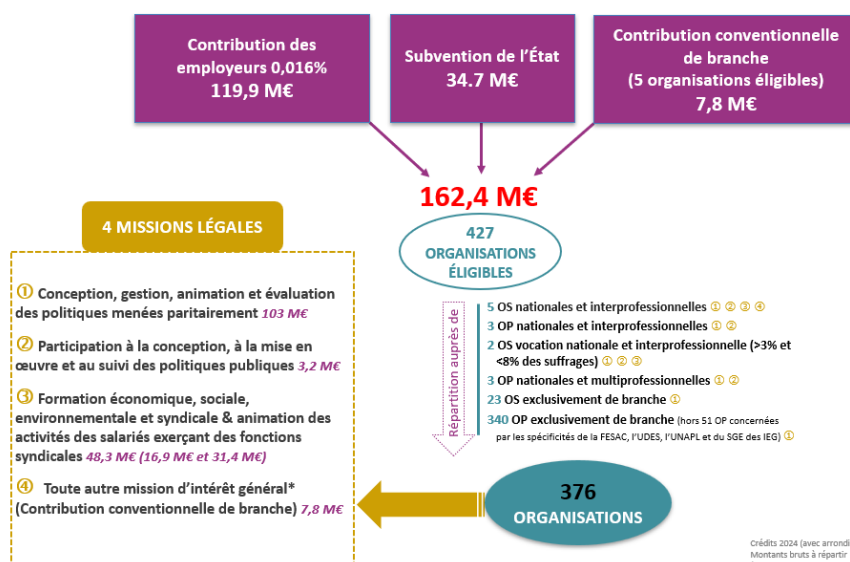 Contribution des
employeurs 0,016%
119,9 M€
Subvention de l’État
34.7 M€
Contribution conventionnelle
de branche
(5 organisations éligibles)
7,8 M€
162,4 M€
427
ORGANISATIONS
ÉLIGIBLES
4 MISSIONS LÉGALES
① Conception, gestion, animation et évaluation
des politiques menées paritairement 103 M€
② Participation à la conception, à la mise en
œuvre et au suivi des politiques publiques 3,2 M€
③ Formation économique, sociale,
environnementale et syndicale & animation des
activités des salariés exerçant des fonctions
syndicales 48,3 M€ (16,9 M€ et 31,4 M€)
④ Toute autre mission d’intérêt général*
(Contribution conventionnelle de branche) 7,8 M€
Répartition auprès de
5 OS nationales et interprofessionnelles ① ② ③ ④
3 OP nationales et interprofessionnelles ① ②
2 OS vocation nationale et interprofessionnelle (>3% et
<8% des suffrages) ① ② ③
3 OP nationales et multiprofessionnelles ① ②
23 OS exclusivement de branche ①
340 OP exclusivement de branche (hors 51 OP concernées
par les spécificités de la FESAC, l’UDES, l’UNAPL et du SGE des IEG) ①
376
ORGANISATIONS
Crédits 2024 (avec arrondi
Montants bruts à répartir